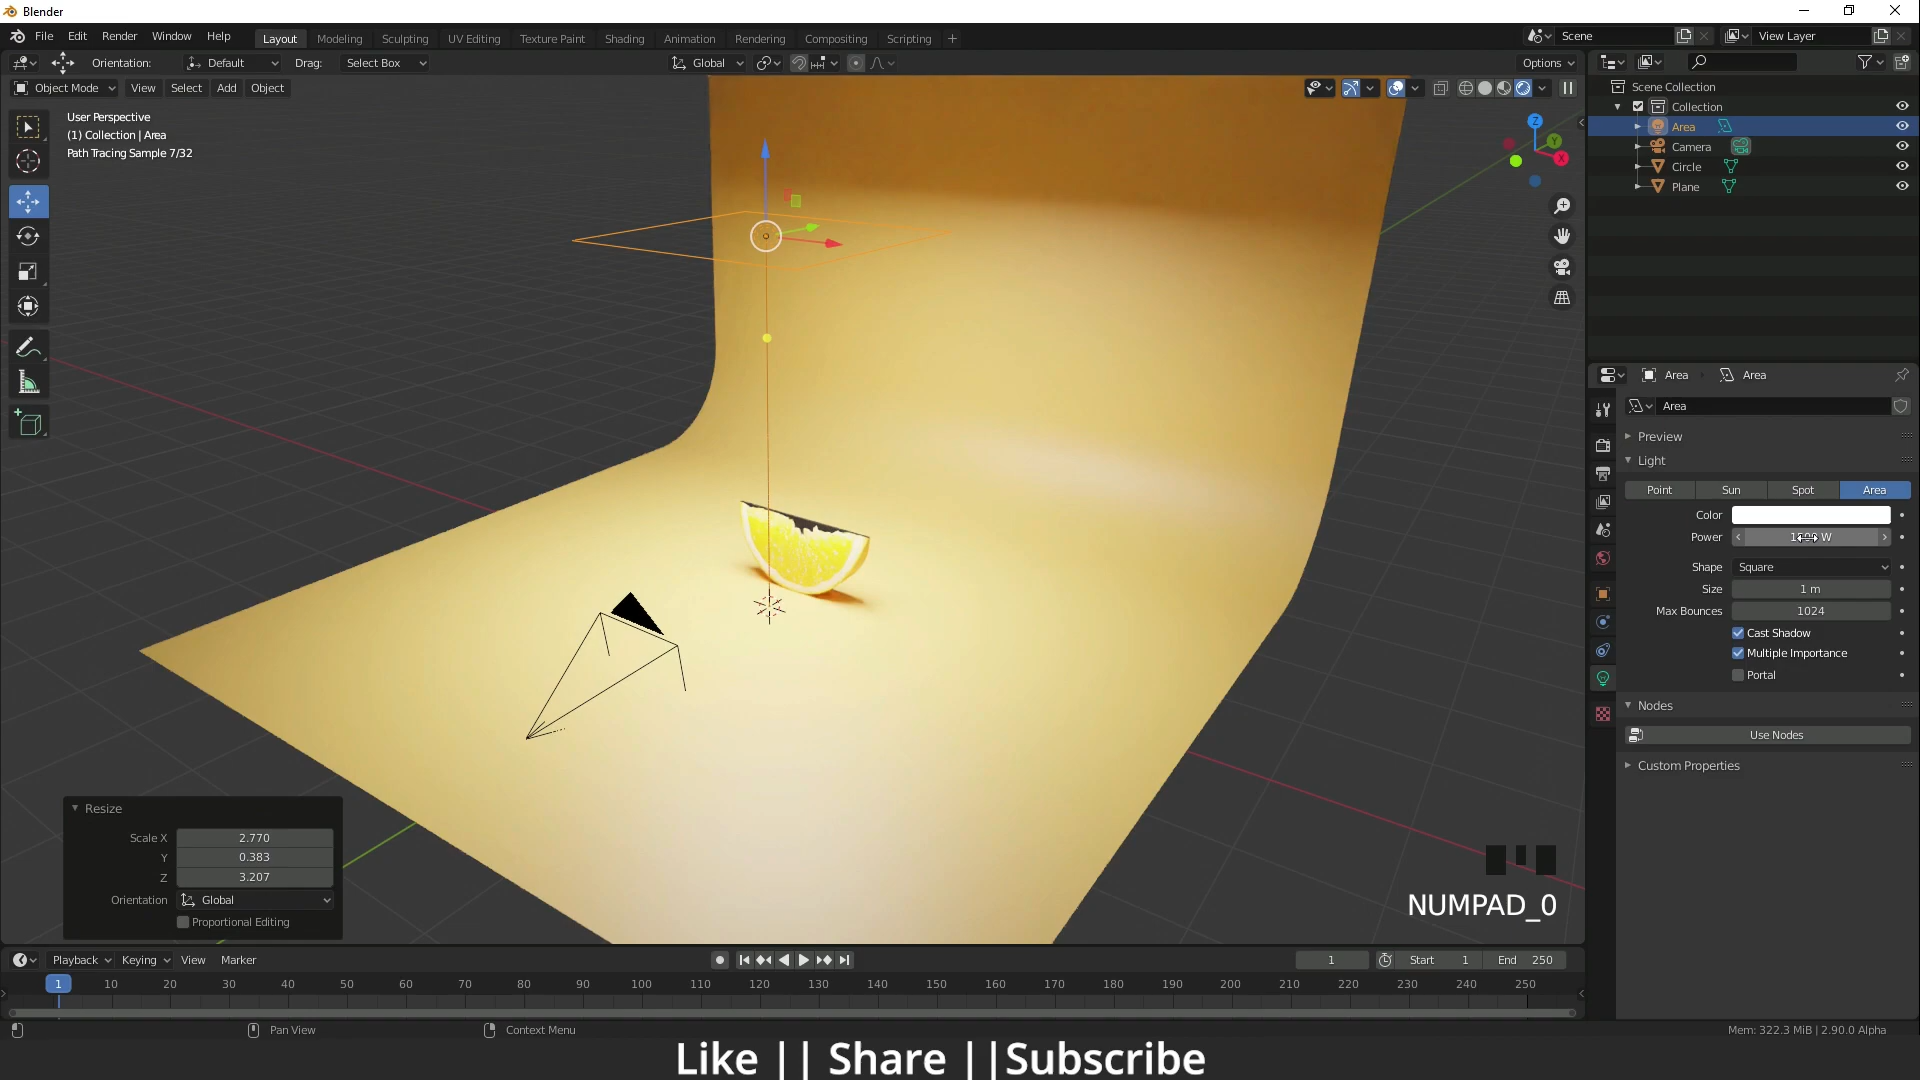 Blender
File Edit Render Window Help
Layout Modeling Sculpting UV Editing Texture Paint Shading Animation Rendering Compositing Scripting +
Scene View Layer
Orientation: Default Drag: Select Box Global Options
Object Mode View Select Add Object
User Perspective
(1) Collection | Area
Path Tracing Sample 7/32
Z
Y
X
Scene Collection
Collection
Area
Camera
Circle
Plane
Area Area
Area
Preview
Light
Point Sun Spot Area
Color
Power W
Shape Square
Size 1 m
Max Bounces 1024
Cast Shadow
Multiple Importance
Portal
Nodes
Use Nodes
Custom Properties
Resize
Scale X 2.770
Y 0.383
Z 3.207
Orientation Global
Proportional Editing
NUMPAD_0
Playback Keying View Marker 1 Start 1 End 250
1 10 20 30 40 50 60 70 80 90 100 110 120 130 140 150 160 170 180 190 200 210 220 230 240 250
Pan View Context Menu Mem: 322.3 MiB | 2.90.0 Alpha
Like || Share ||Subscribe